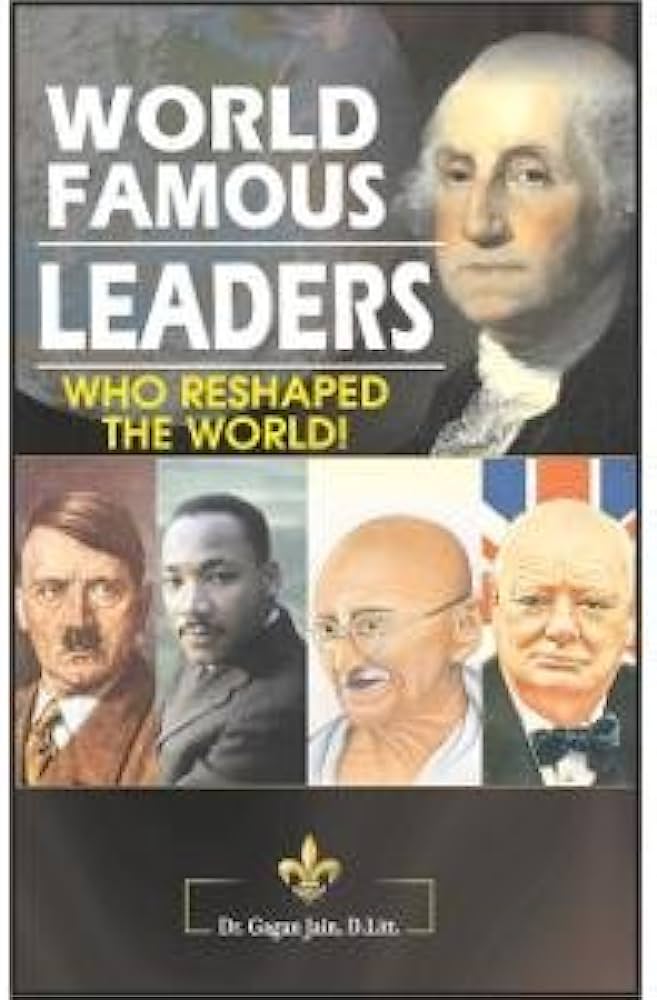 WORLD
FAMOUS
LEADERS
WHO RESHAPED
THE WORLD!
Dr. Gagan Jain, D.Litt.